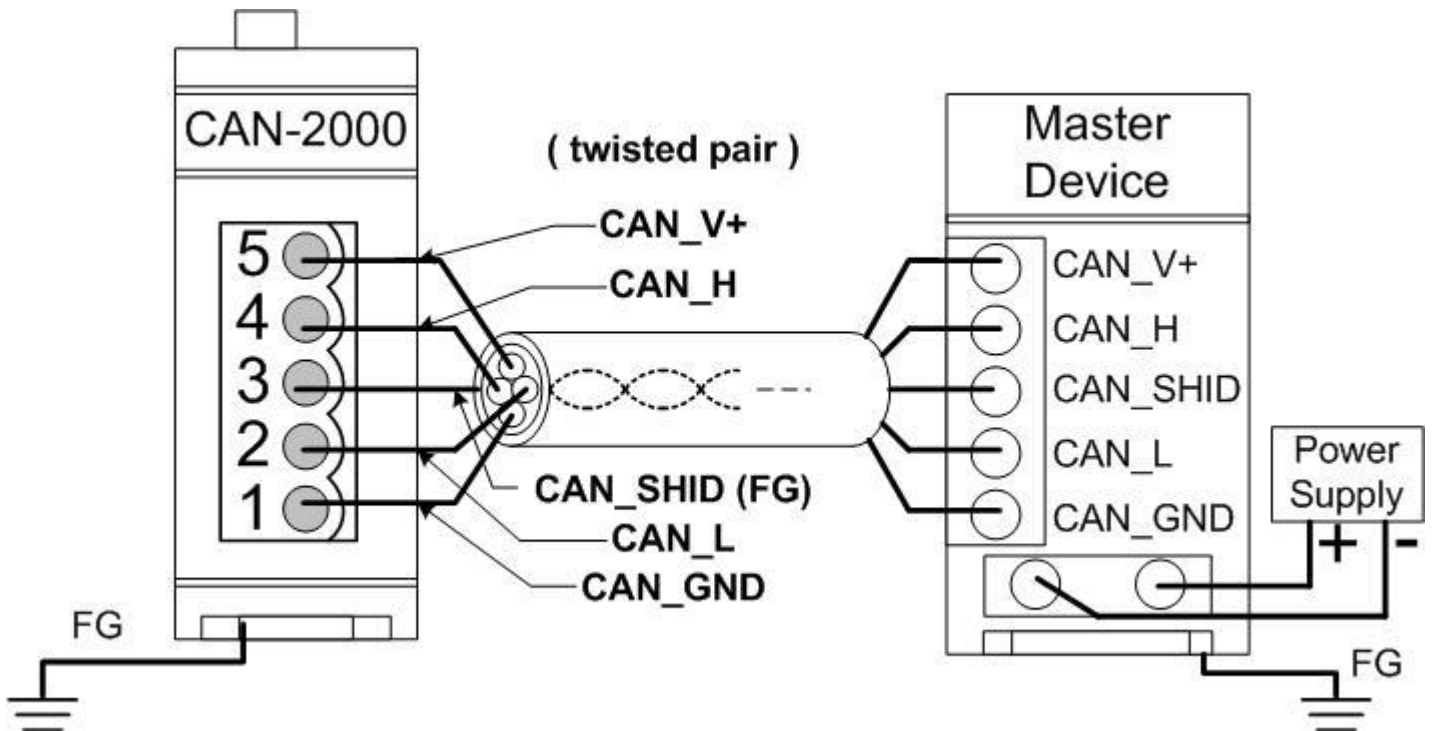 CAN-2000
( twisted pair )
Master
Device
5
4
3
2
1
CAN_V+
CAN_H
CAN_SHID (FG)
CAN_L
CAN_GND
CAN_V+
CAN_H
CAN_SHID
CAN_L
CAN_GND
Power
Supply
+ -
FG
FG